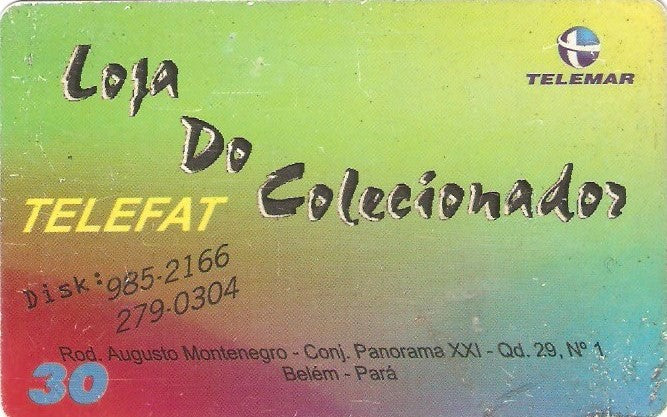 Loja
Do
Colecionador
TELEMAR
TELEFAT
Disk: 985-2166
279-0304
Rod. Augusto Montenegro - Conj. Panorama XXI - Qd. 29, Nº 1
Belém - Pará
30